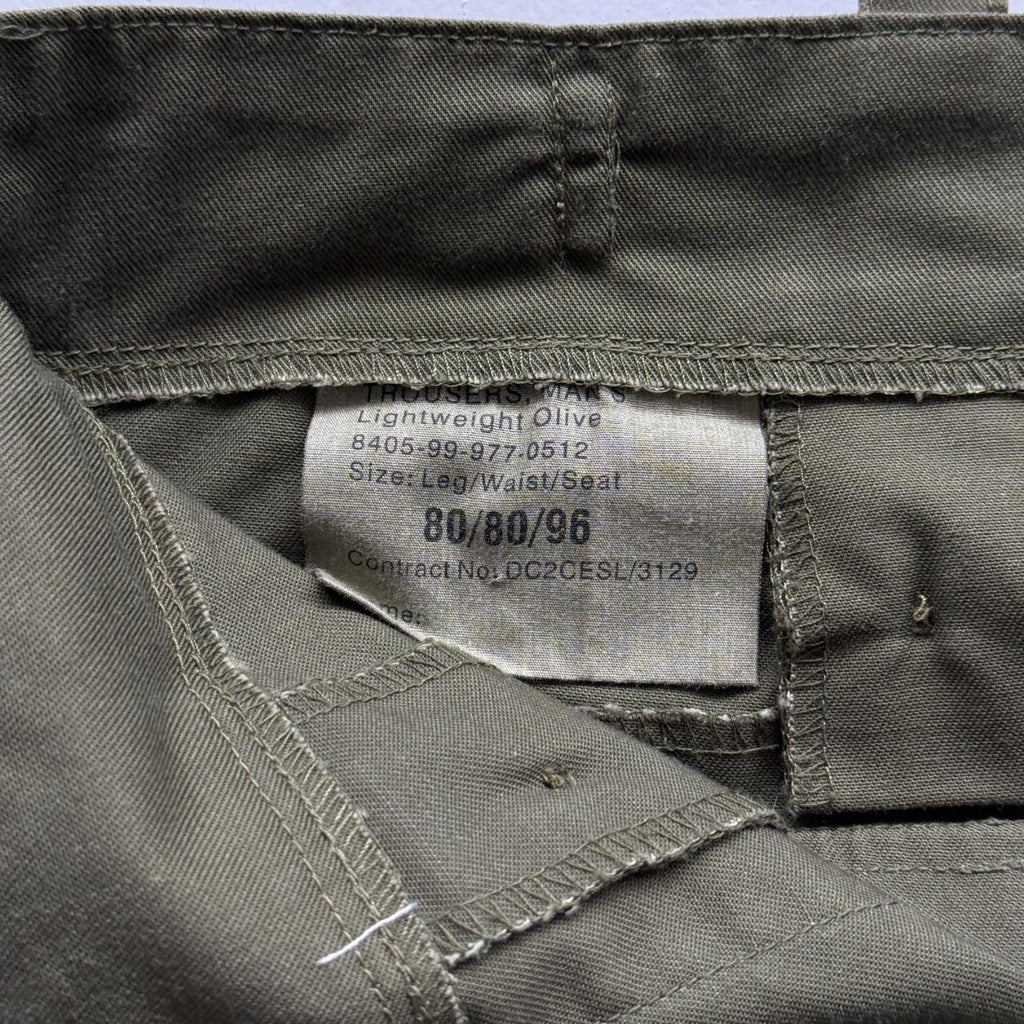 TROUSERS, MAN'S
Lightweight Olive
8405-99-977-0512
Size: Leg/Waist/Seat
80/80/96
Contract No: DC2CESL/3129
me: